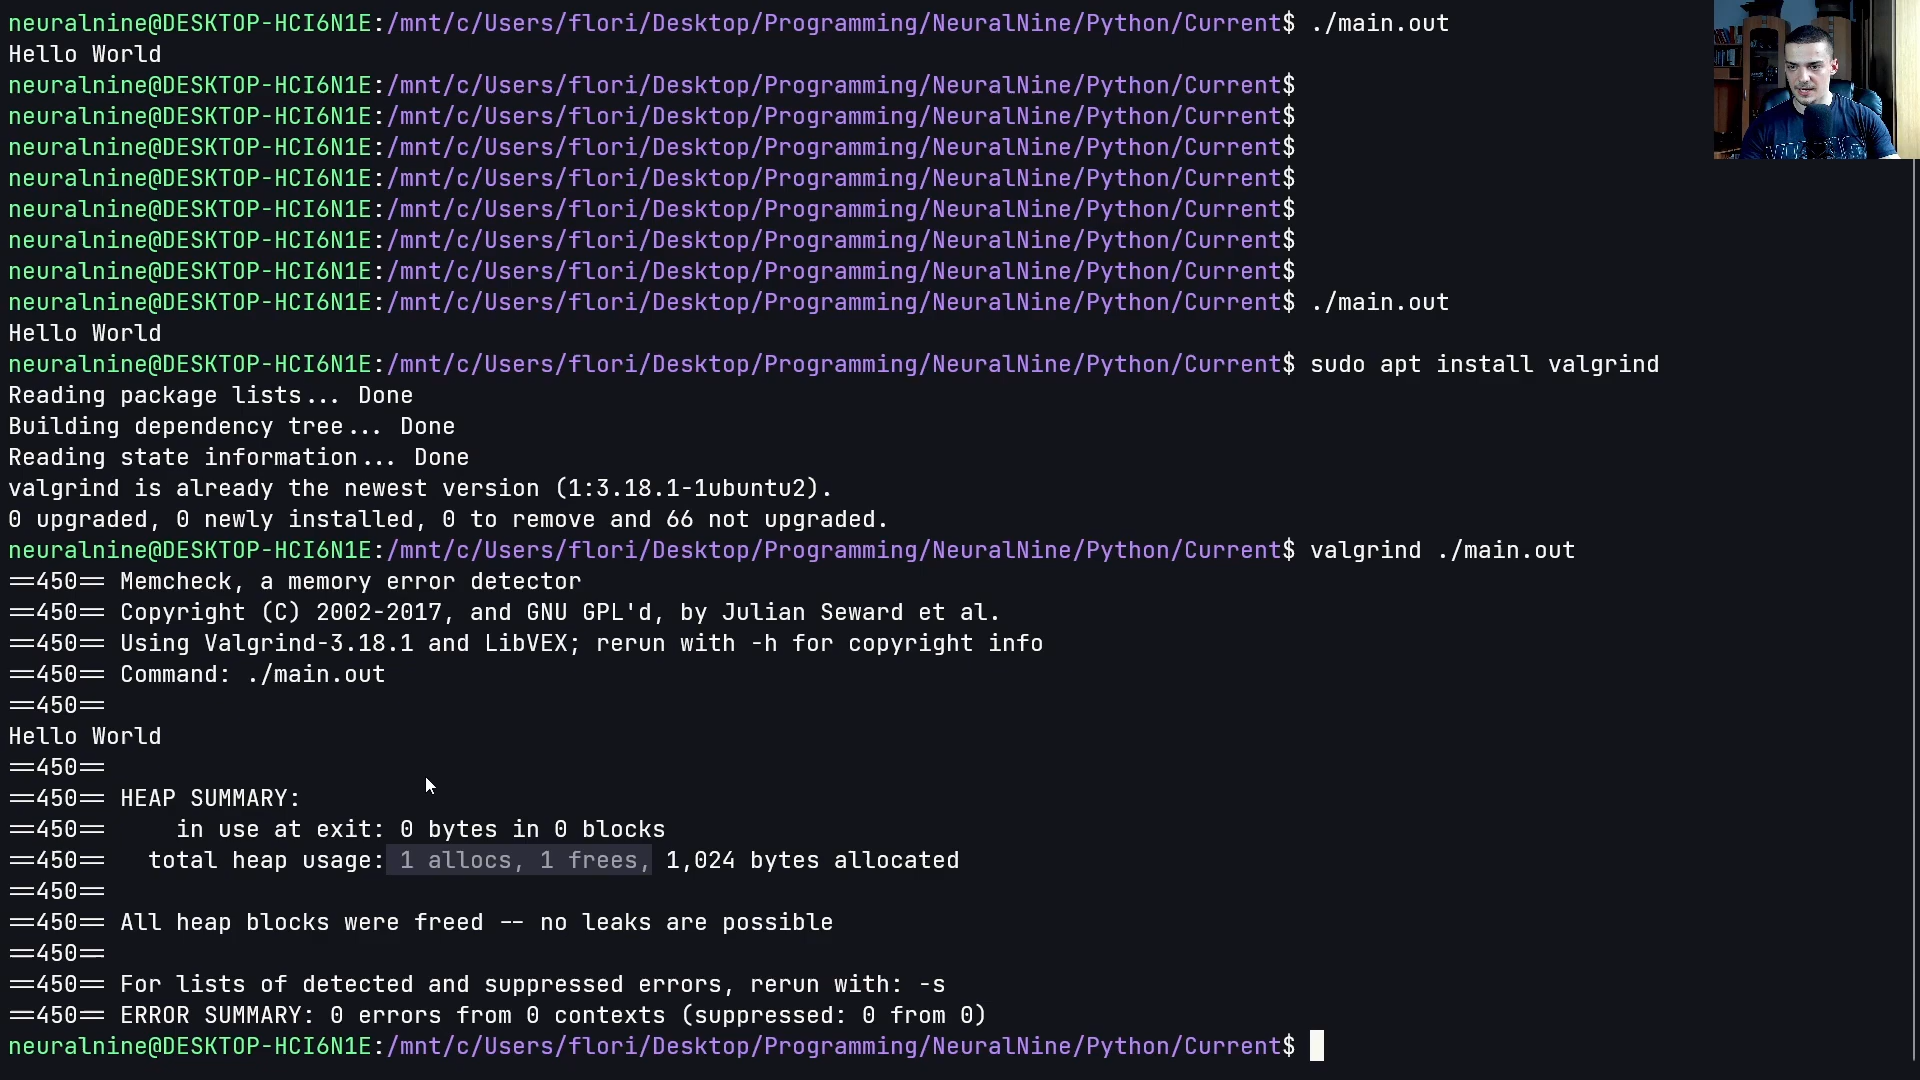 neuralnine@DESKTOP-HCI6N1E:/mnt/c/Users/flori/Desktop/Programming/NeuralNine/Python/Current$ ./main.out
Hello World
neuralnine@DESKTOP-HCI6N1E:/mnt/c/Users/flori/Desktop/Programming/NeuralNine/Python/Current$
neuralnine@DESKTOP-HCI6N1E:/mnt/c/Users/flori/Desktop/Programming/NeuralNine/Python/Current$
neuralnine@DESKTOP-HCI6N1E:/mnt/c/Users/flori/Desktop/Programming/NeuralNine/Python/Current$
neuralnine@DESKTOP-HCI6N1E:/mnt/c/Users/flori/Desktop/Programming/NeuralNine/Python/Current$
neuralnine@DESKTOP-HCI6N1E:/mnt/c/Users/flori/Desktop/Programming/NeuralNine/Python/Current$
neuralnine@DESKTOP-HCI6N1E:/mnt/c/Users/flori/Desktop/Programming/NeuralNine/Python/Current$
neuralnine@DESKTOP-HCI6N1E:/mnt/c/Users/flori/Desktop/Programming/NeuralNine/Python/Current$
neuralnine@DESKTOP-HCI6N1E:/mnt/c/Users/flori/Desktop/Programming/NeuralNine/Python/Current$ ./main.out
Hello World
neuralnine@DESKTOP-HCI6N1E:/mnt/c/Users/flori/Desktop/Programming/NeuralNine/Python/Current$ sudo apt install valgrind
Reading package lists... Done
Building dependency tree... Done
Reading state information... Done
valgrind is already the newest version (1:3.18.1-1ubuntu2).
0 upgraded, 0 newly installed, 0 to remove and 66 not upgraded.
neuralnine@DESKTOP-HCI6N1E:/mnt/c/Users/flori/Desktop/Programming/NeuralNine/Python/Current$ valgrind ./main.out
==450== Memcheck, a memory error detector
==450== Copyright (C) 2002-2017, and GNU GPL'd, by Julian Seward et al.
==450== Using Valgrind-3.18.1 and LibVEX; rerun with -h for copyright info
==450== Command: ./main.out
==450==
Hello World
==450==
==450== HEAP SUMMARY:
==450==     in use at exit: 0 bytes in 0 blocks
==450==   total heap usage: 1 allocs, 1 frees, 1,024 bytes allocated
==450==
==450== All heap blocks were freed -- no leaks are possible
==450==
==450== For lists of detected and suppressed errors, rerun with: -s
==450== ERROR SUMMARY: 0 errors from 0 contexts (suppressed: 0 from 0)
neuralnine@DESKTOP-HCI6N1E:/mnt/c/Users/flori/Desktop/Programming/NeuralNine/Python/Current$